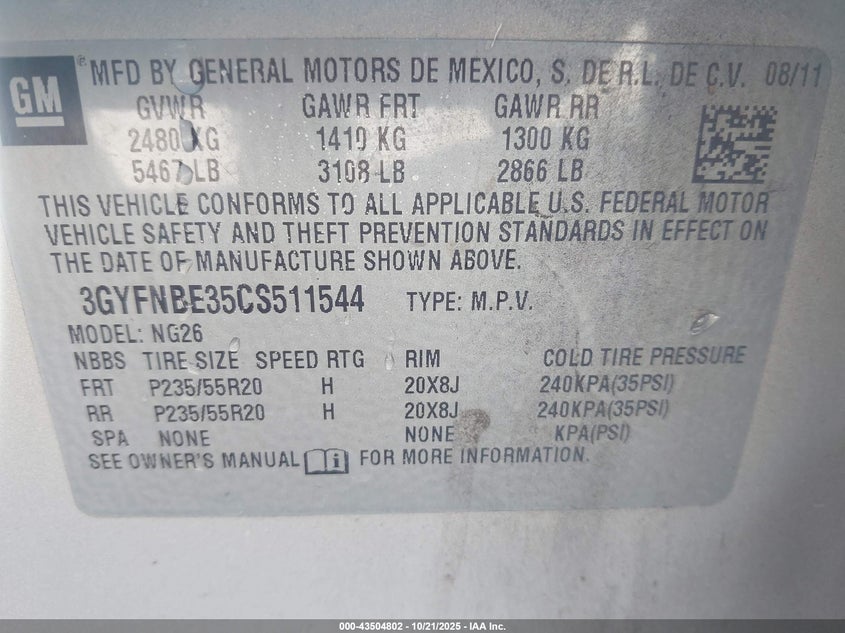 GM
® MFD BY GENERAL MOTORS DE MEXICO, S. DE R.L. DE C.V. 08/11
GVWR GAWR FRT GAWR RR
2480 KG 1410 KG 1300 KG
5467 LB 3108 LB 2866 LB
THIS VEHICLE CONFORMS TO ALL APPLICABLE U.S. FEDERAL MOTOR
VEHICLE SAFETY AND THEFT PREVENTION STANDARDS IN EFFECT ON
THE DATE OF MANUFACTURE SHOWN ABOVE.
3GYFNBE35CS511544 TYPE: M.P.V.
MODEL: NG26
NBBS TIRE SIZE SPEED RTG RIM COLD TIRE PRESSURE
FRT P235/55R20 H 20X8J 240KPA(35PSI)
RR P235/55R20 H 20X8J 240KPA(35PSI)
SPA NONE NONE KPA(PSI)
SEE OWNER'S MANUAL i FOR MORE INFORMATION.
000-43504802 - 10/21/2025 - IAA Inc.